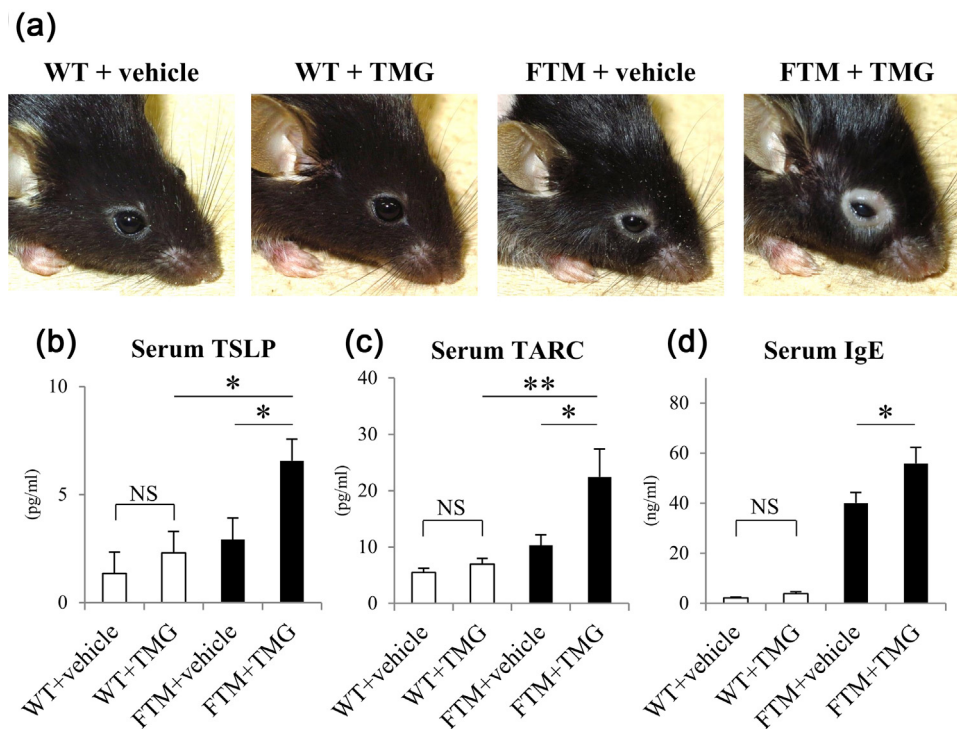 (a)
WT + vehicle
WT + TMG
FTM + vehicle
FTM + TMG
(b)
Serum TSLP
10
5
0
(pg/ml)
NS
*
*
WT+vehicle
WT+TMG
FTM+vehicle
FTM+TMG
(c)
Serum TARC
40
30
20
10
0
(pg/ml)
NS
**
*
WT+vehicle
WT+TMG
FTM+vehicle
FTM+TMG
(d)
Serum IgE
80
60
40
20
0
(ng/ml)
NS
*
WT+vehicle
WT+TMG
FTM+vehicle
FTM+TMG